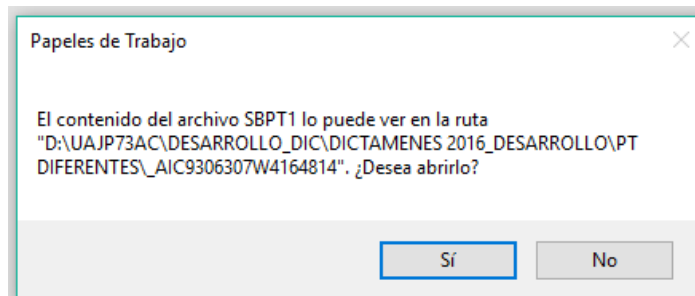 Papeles de Trabajo
El contenido del archivo SBPT1 lo puede ver en la ruta
"D:\UAJP73AC\DESARROLLO_DIC\DICTAMENES 2016_DESARROLLO\PT
DIFERENTES\_AIC9306307W4164814". ¿Desea abrirlo?
Sí
No